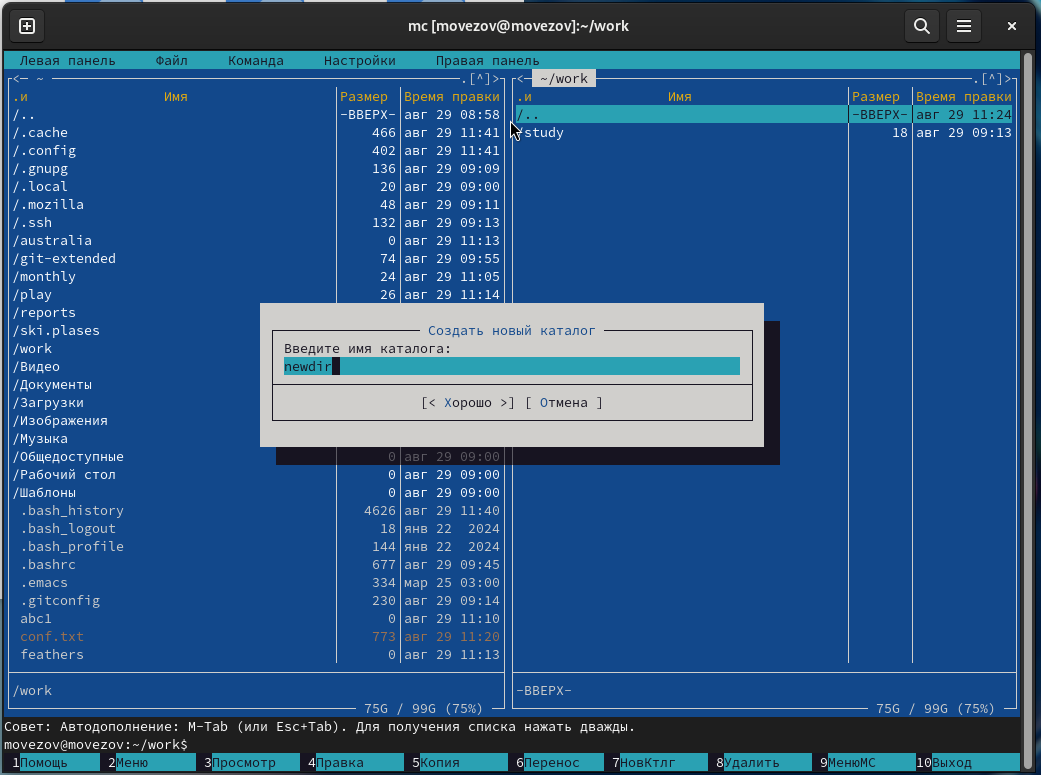 mc [movezov@movezov]:~/work
Левая панель Файл Команда Настройки Правая панель
<— ~ .[^]> <— ~/work .[^]>
.и Имя Размер Время правки .и Имя Размер Время правки
/.. -ВВЕРХ- авг 29 08:58 /.. -ВВЕРХ- авг 29 11:24
/.cache 466 авг 29 11:41 /study 18 авг 29 09:13
/.config 402 авг 29 11:41
/.gnupg 136 авг 29 09:09
/.local 20 авг 29 09:00
/.mozilla 48 авг 29 09:11
/.ssh 132 авг 29 09:13
/australia 0 авг 29 11:13
/git-extended 74 авг 29 09:55
/monthly 24 авг 29 11:05
/play 26 авг 29 11:14
/reports
/ski.plases
/work
/Видео
/Документы
/Загрузки
/Изображения
/Музыка
/Общедоступные 0 авг 29 09:00
/Рабочий стол 0 авг 29 09:00
/Шаблоны 0 авг 29 09:00
.bash_history 4626 авг 29 11:40
.bash_logout 18 янв 22 2024
.bash_profile 144 янв 22 2024
.bashrc 677 авг 29 09:45
.emacs 334 мар 25 03:00
.gitconfig 230 авг 29 09:14
abc1 0 авг 29 11:10
conf.txt 773 авг 29 11:20
feathers 0 авг 29 11:13
Создать новый каталог
Введите имя каталога:
newdir
[< Хорошо >] [ Отмена ]
/work -ВВЕРХ-
75G / 99G (75%) 75G / 99G (75%)
Совет: Автодополнение: M-Tab (или Esc+Tab). Для получения списка нажать дважды.
movezov@movezov:~/work$
1Помощь 2Меню 3Просмотр 4Правка 5Копия 6Перенос 7НовКтлг 8Удалить 9МенюМС 10Выход